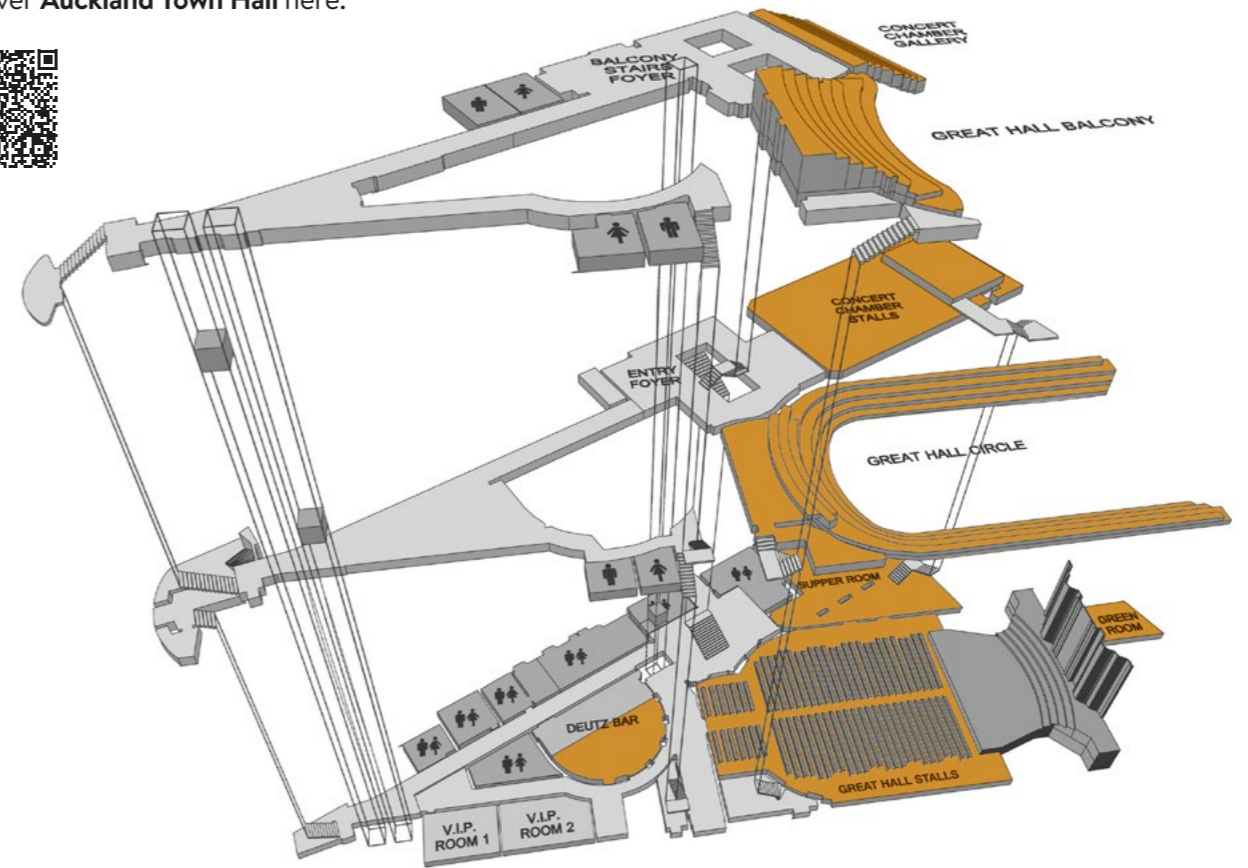 Auckland Town Hall here.
CONCERT
CHAMBER
GALLERY
BALCONY
STAIRS
FOYER
GREAT HALL BALCONY
CONCERT
CHAMBER
STALLS
ENTRY
FOYER
GREAT HALL CIRCLE
SUPPER ROOM
GREEN
ROOM
DEUTZ BAR
GREAT HALL STALLS
V.I.P.
ROOM 1
V.I.P.
ROOM 2